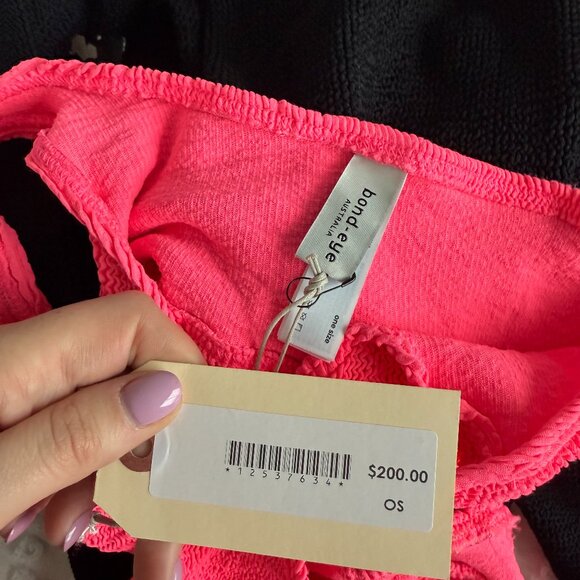 bond-eye
AUSTRALIA
one size
*12537634*
$200.00
OS